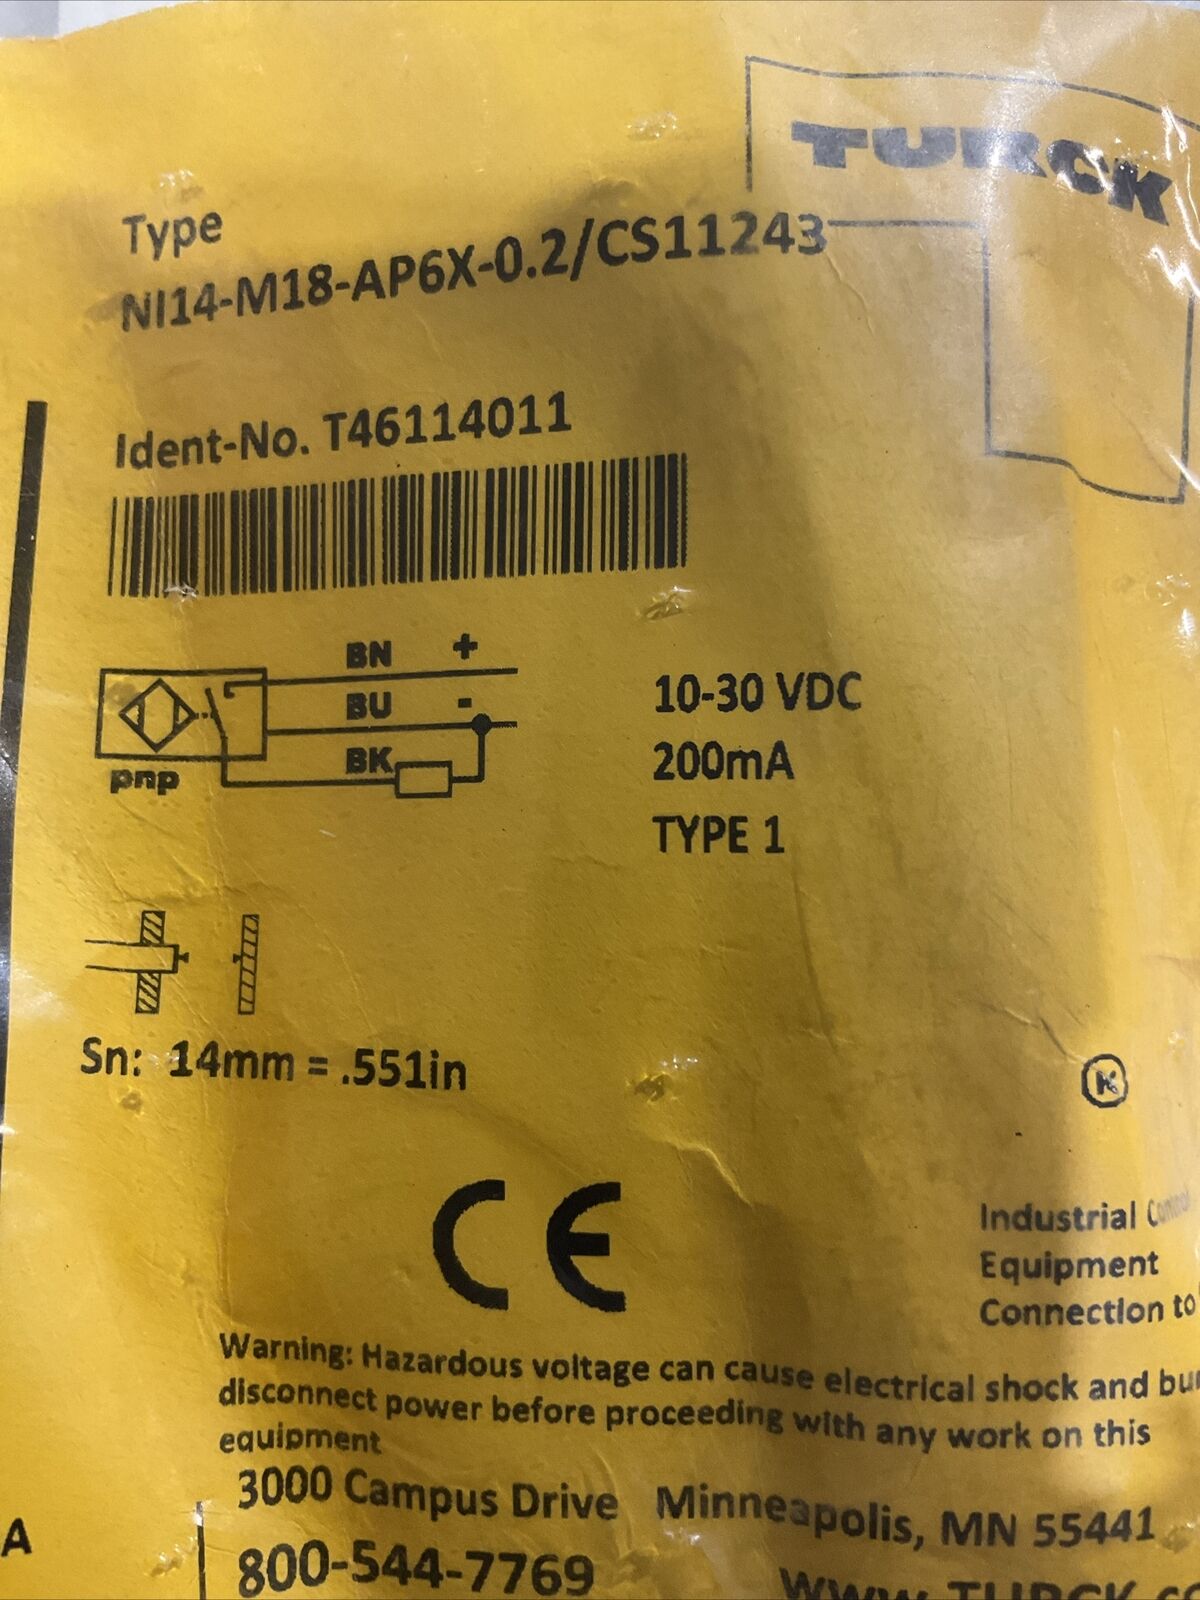 TURCK
Type
NI14-M18-AP6X-0.2/CS11243
Ident-No. T46114011
BN +
BU -
BK
pnp
10-30 VDC
200mA
TYPE 1
Sn: 14mm = .551in
K
CE
Industrial
Equipment
Connection to
Warning: Hazardous voltage can cause electrical shock and
disconnect power before proceeding with any work on this
equipment
3000 Campus Drive Minneapolis, MN 55441
A
800-544-7769